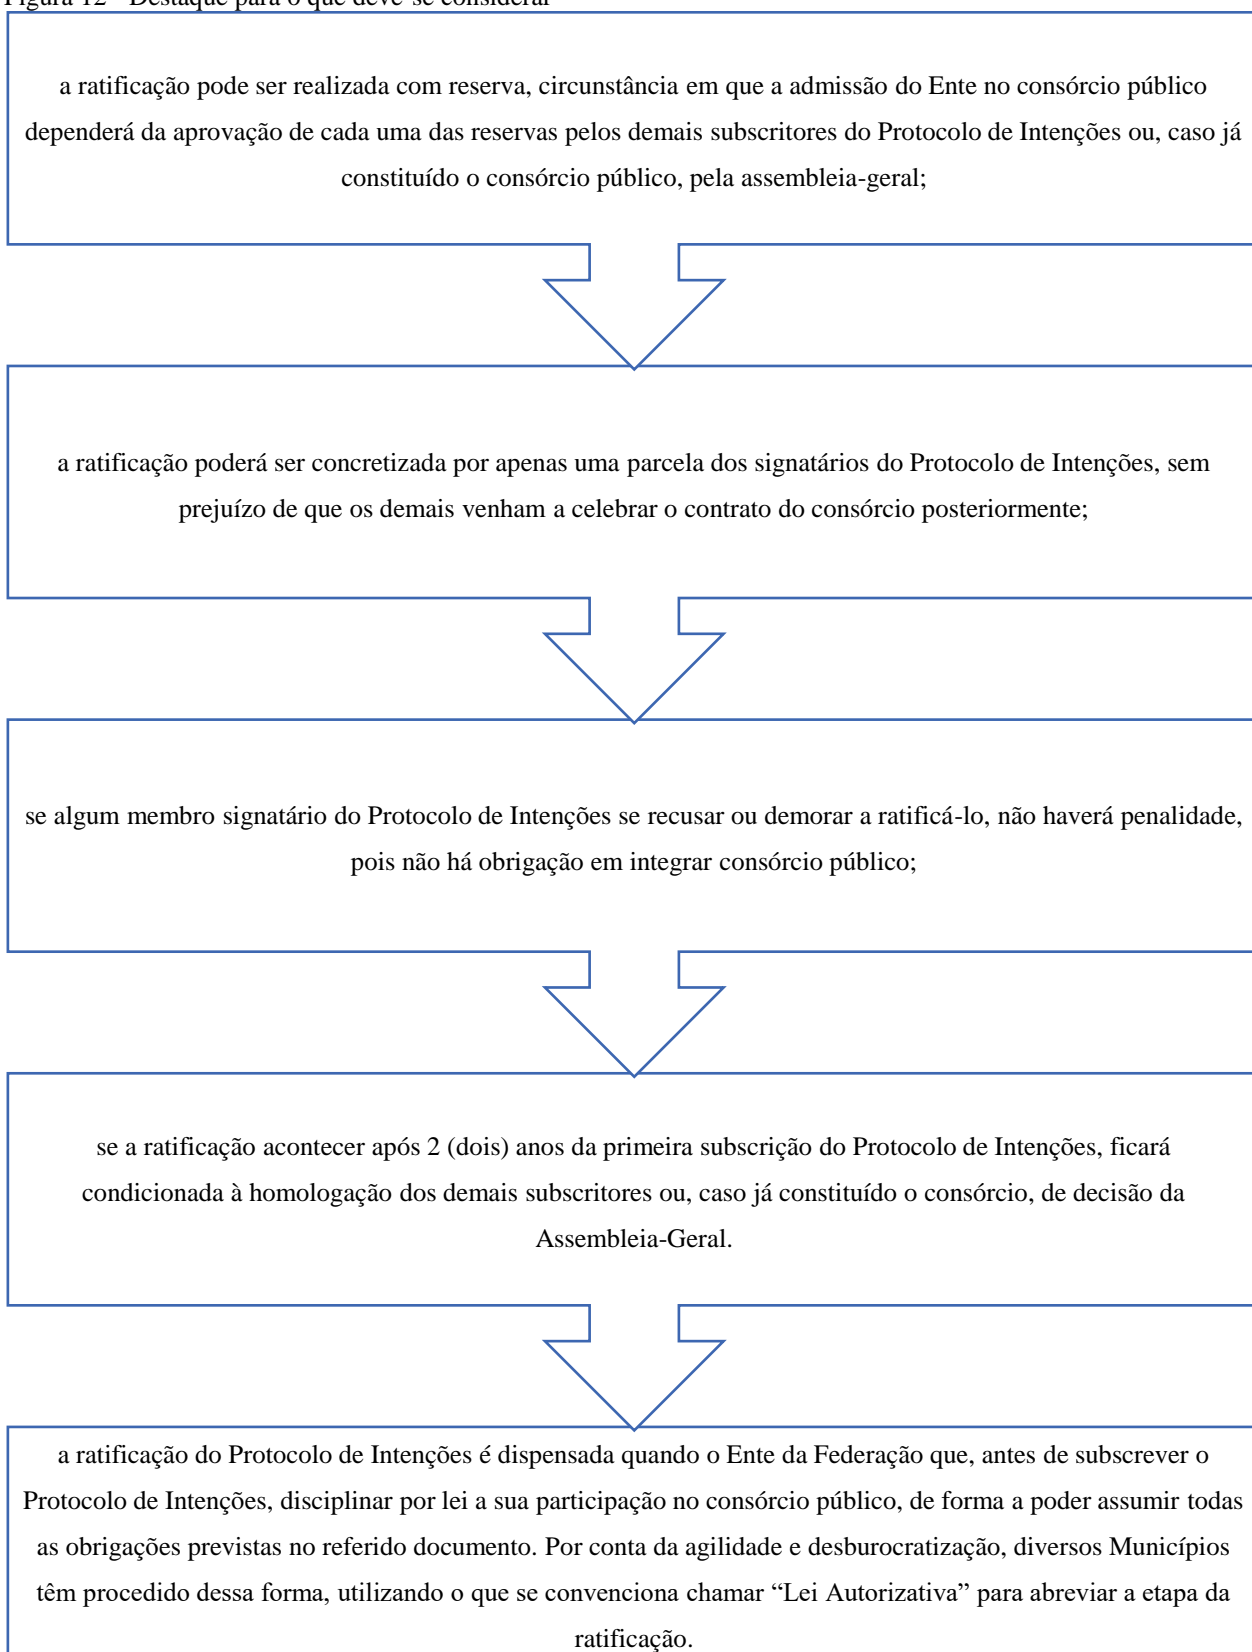 Figura 12 - Destaque para o que deve-se considerar
a ratificação pode ser realizada com reserva, circunstância em que a admissão do Ente no consórcio público
dependerá da aprovação de cada uma das reservas pelos demais subscritores do Protocolo de Intenções ou, caso já
constituído o consórcio público, pela assembleia-geral;
a ratificação poderá ser concretizada por apenas uma parcela dos signatários do Protocolo de Intenções, sem
prejuízo de que os demais venham a celebrar o contrato do consórcio posteriormente;
se algum membro signatário do Protocolo de Intenções se recusar ou demorar a ratificá-lo, não haverá penalidade,
pois não há obrigação em integrar consórcio público;
se a ratificação acontecer após 2 (dois) anos da primeira subscrição do Protocolo de Intenções, ficará
condicionada à homologação dos demais subscritores ou, caso já constituído o consórcio, de decisão da
Assembleia-Geral.
a ratificação do Protocolo de Intenções é dispensada quando o Ente da Federação que, antes de subscrever o
Protocolo de Intenções, disciplinar por lei a sua participação no consórcio público, de forma a poder assumir todas
as obrigações previstas no referido documento. Por conta da agilidade e desburocratização, diversos Municípios
têm procedido dessa forma, utilizando o que se convenciona chamar “Lei Autorizativa” para abreviar a etapa da
ratificação.